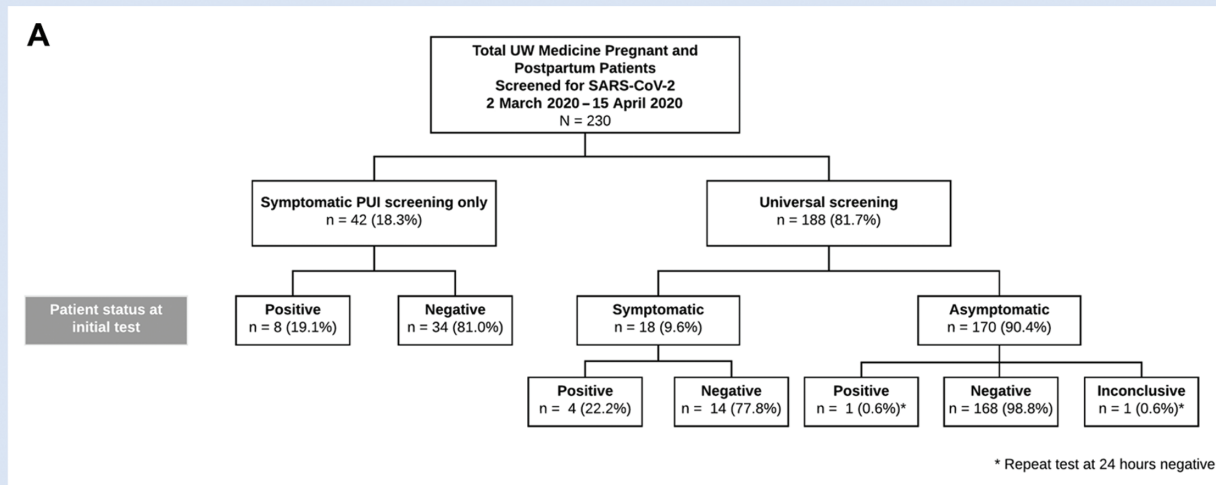 A
Total UW Medicine Pregnant and
Postpartum Patients
Screened for SARS-CoV-2
2 March 2020 – 15 April 2020
N = 230
Symptomatic PUI screening only
n = 42 (18.3%)
Universal screening
n = 188 (81.7%)
Patient status at
initial test
Positive
n = 8 (19.1%)
Negative
n = 34 (81.0%)
Symptomatic
n = 18 (9.6%)
Asymptomatic
n = 170 (90.4%)
Positive
n = 4 (22.2%)
Negative
n = 14 (77.8%)
Positive
n = 1 (0.6%)*
Negative
n = 168 (98.8%)
Inconclusive
n = 1 (0.6%)*
* Repeat test at 24 hours negative